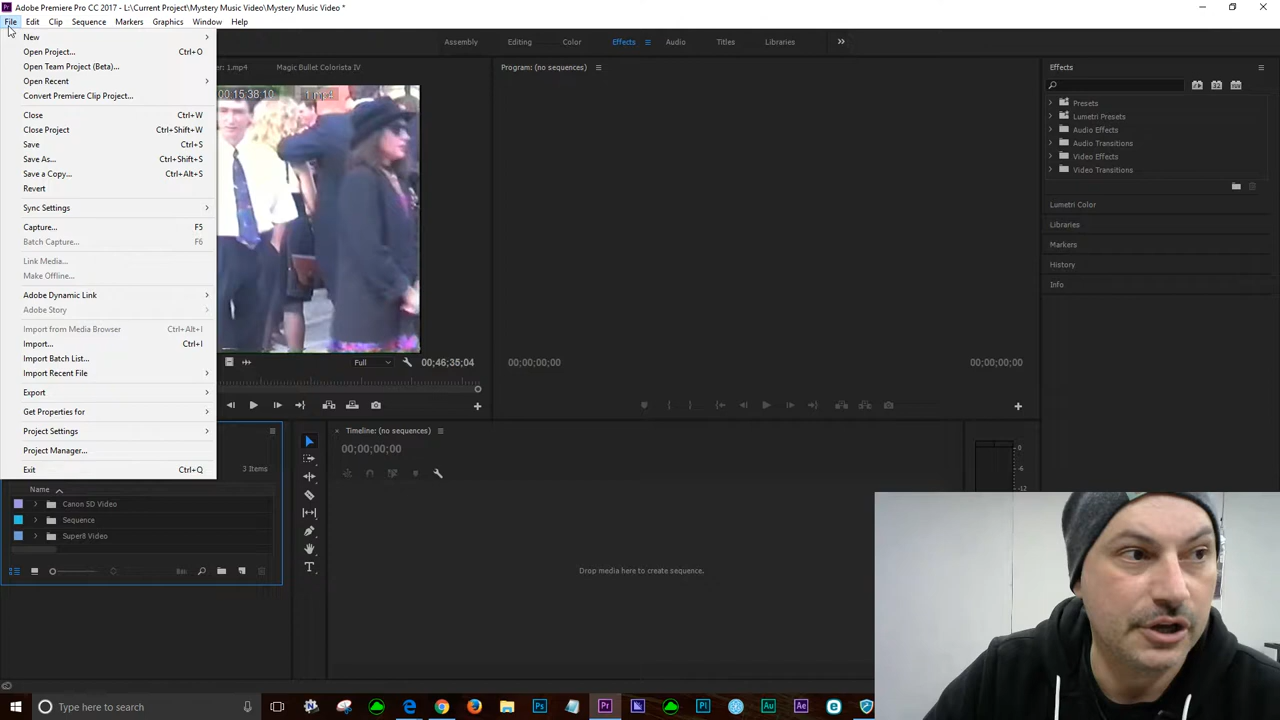 Adobe Premiere Pro CC 2017 - L:\Current Project\Mystery Music Video\Mystery Music Video *
File Edit Clip Sequence Markers Graphics Window Help
Assembly Editing Color Effects Audio Titles Libraries
New
Open Project... Ctrl+O
Open Team Project (Beta)...
Open Recent
Convert Premiere Clip Project...
Close Ctrl+W
Close Project Ctrl+Shift+W
Save Ctrl+S
Save As... Ctrl+Shift+S
Save a Copy... Ctrl+Alt+S
Revert
Sync Settings
Capture... F5
Batch Capture... F6
Link Media...
Make Offline...
Adobe Dynamic Link
Adobe Story
Import from Media Browser Ctrl+Alt+I
Import... Ctrl+I
Import Batch List...
Import Recent File
Export
Get Properties for
Project Settings
Project Manager...
Exit Ctrl+Q
: 1.mp4 Magic Bullet Colorista IV
00:15:38.10 1.mp4
Full 00;46;35;04
Program: (no sequences)
00;00;00;00 00;00;00;00
Effects
Presets
Lumetri Presets
Audio Effects
Audio Transitions
Video Effects
Video Transitions
Lumetri Color
Libraries
Markers
History
Info
3 Items
Name
Canon 5D Video
Sequence
Super8 Video
Timeline: (no sequences)
00;00;00;00
Drop media here to create sequence.
0
-6
-12
Type here to search